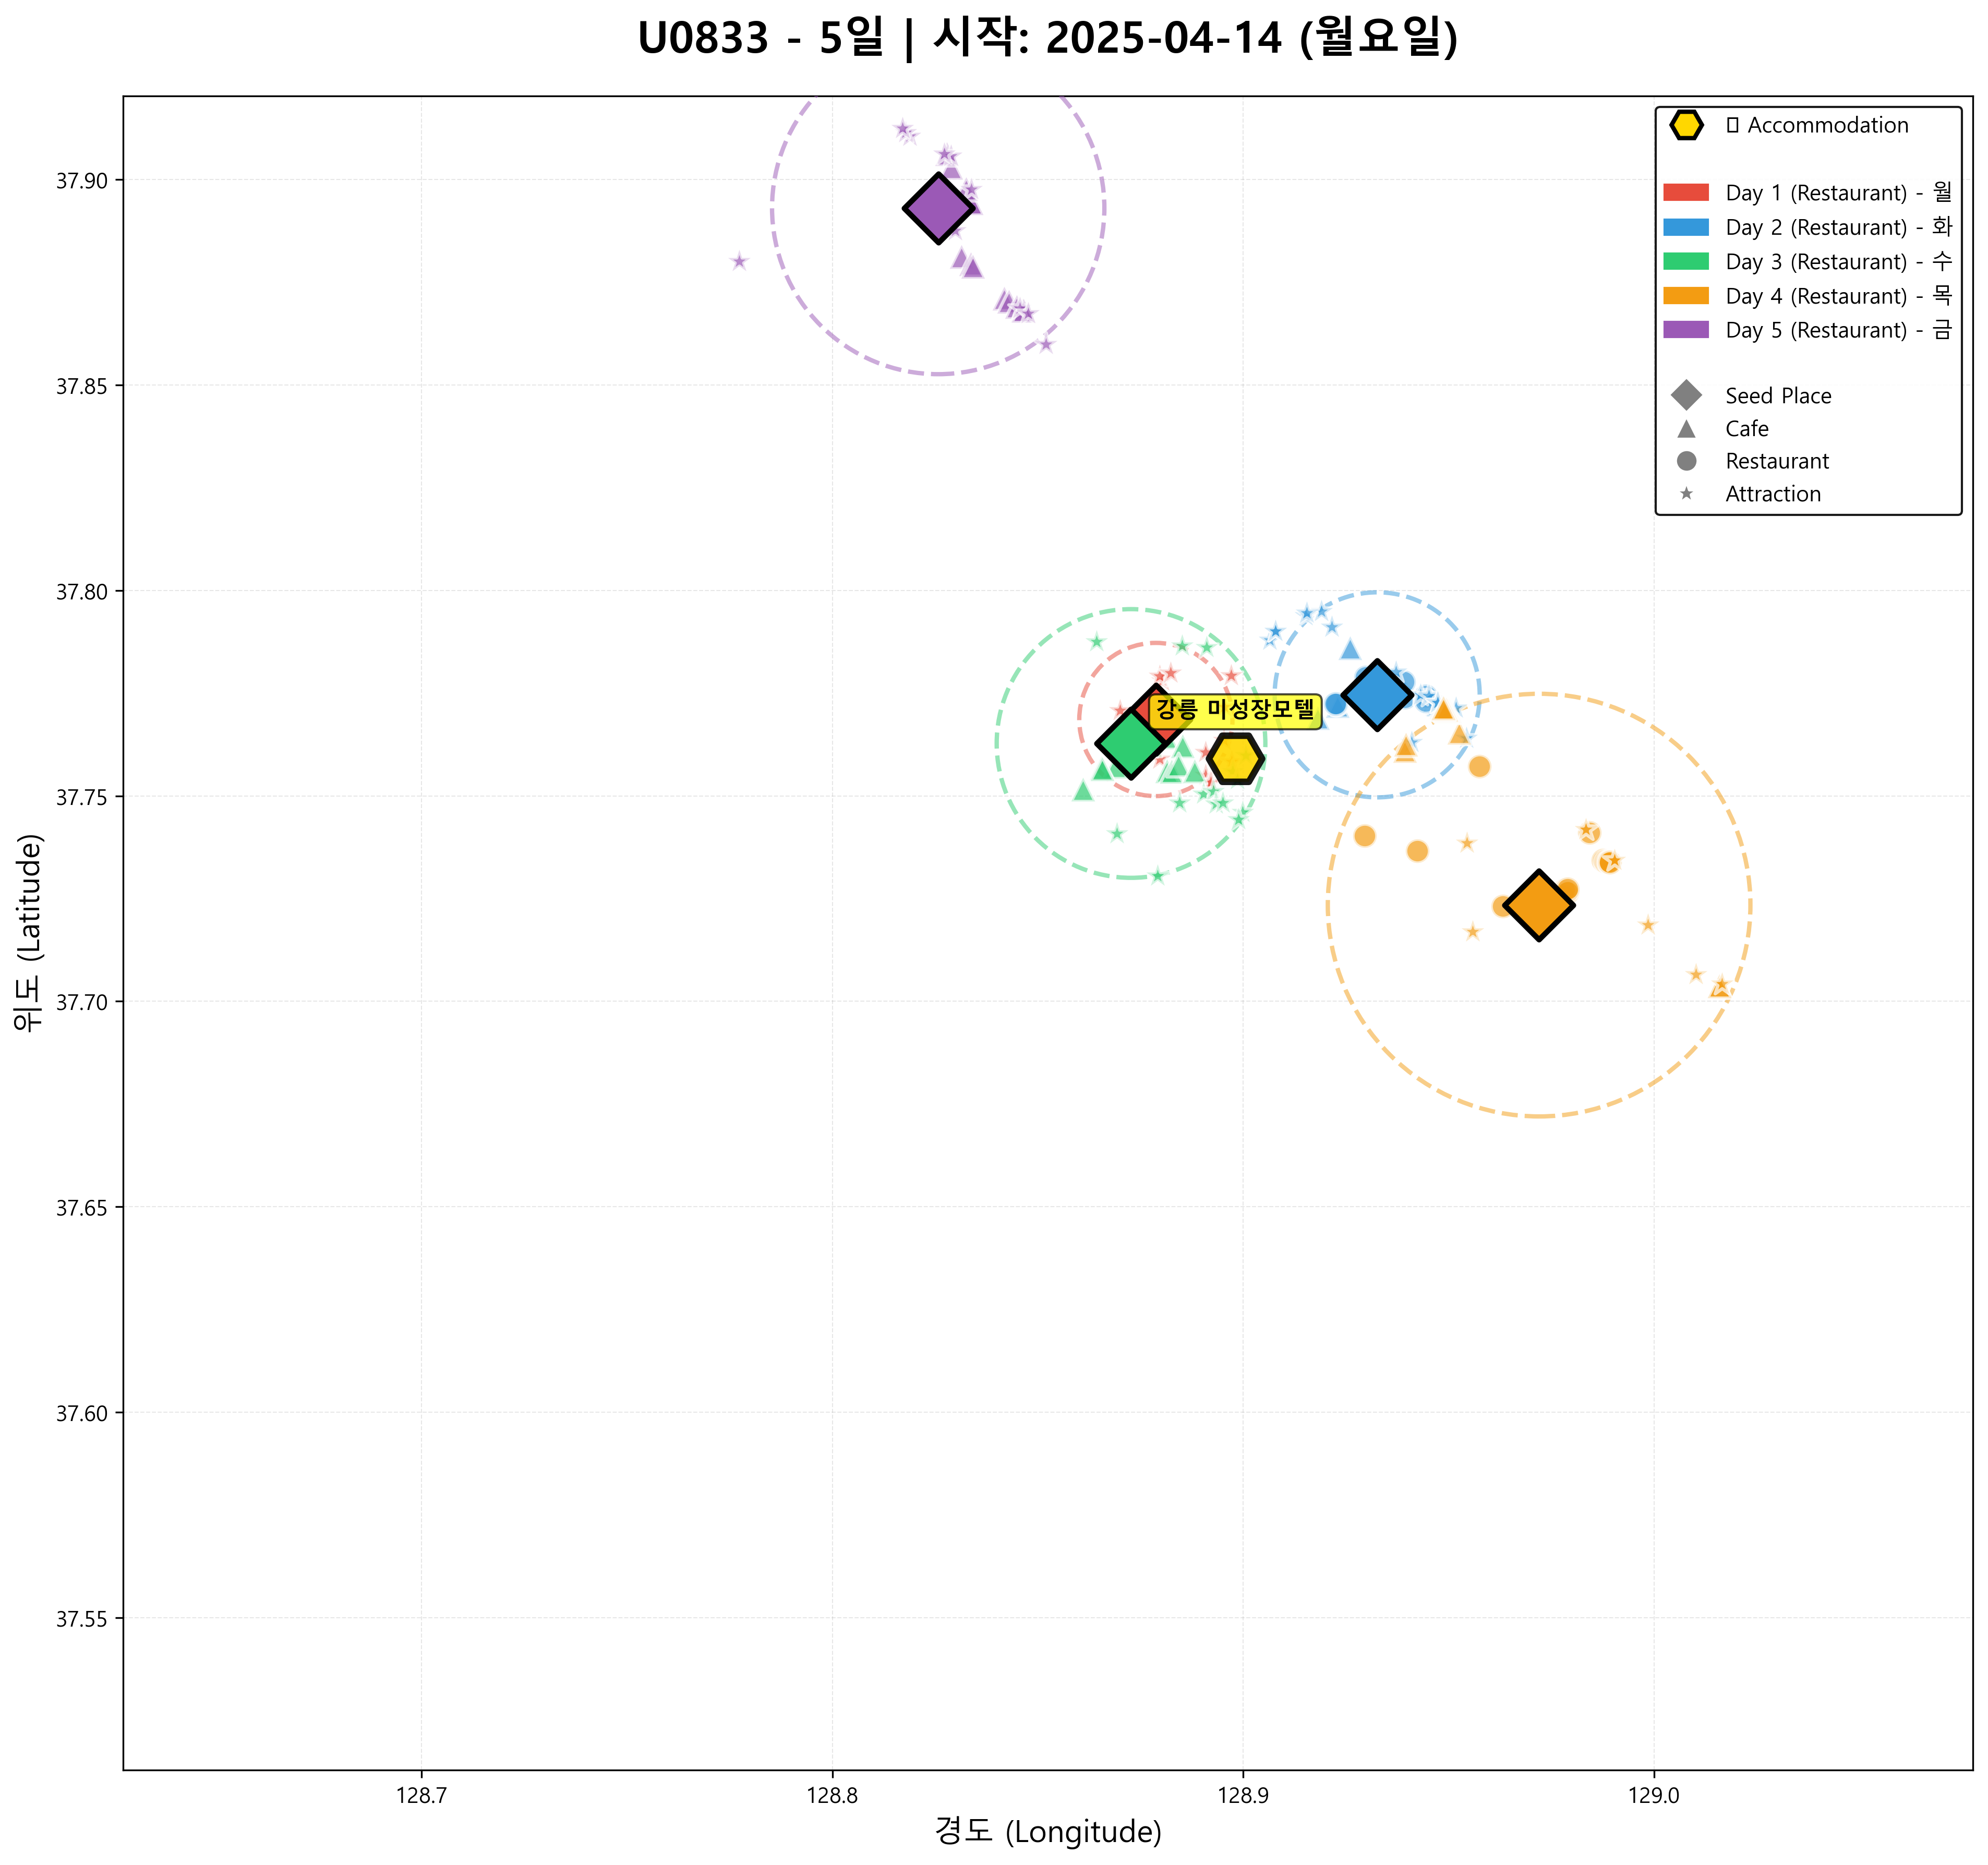 U0833 - 5일 | 시작: 2025-04-14 (월요일)
▯ Accommodation
Day 1 (Restaurant) - 월
Day 2 (Restaurant) - 화
Day 3 (Restaurant) - 수
Day 4 (Restaurant) - 목
Day 5 (Restaurant) - 금
Seed Place
Cafe
Restaurant
Attraction
강릉 미성장모텔
위도 (Latitude)
37.90
37.85
37.80
37.75
37.70
37.65
37.60
37.55
128.7
128.8
128.9
129.0
경도 (Longitude)